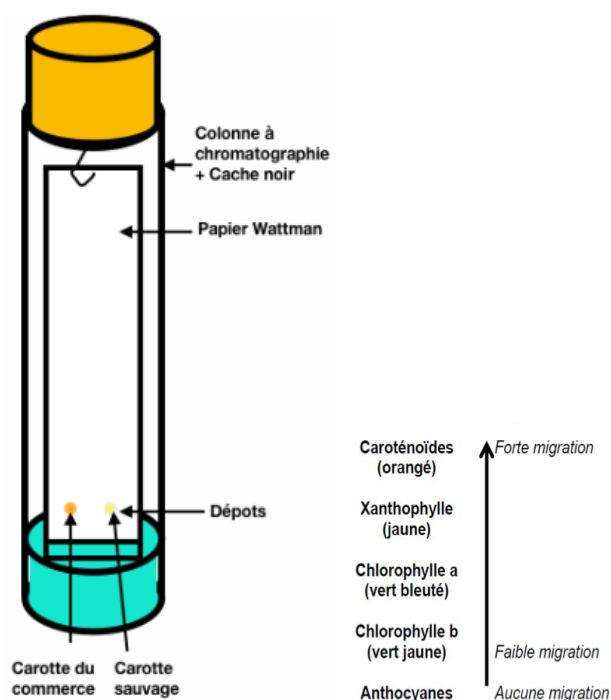 Colonne à
chromatographie
+ Cache noir
Papier Wattman
Dépots
Carotte du
commerce
Carotte
sauvage
Caroténoïdes
(orangé)
Forte migration
Xanthophylle
(jaune)
Chlorophylle a
(vert bleuté)
Chlorophylle b
(vert jaune)
Faible migration
Anthocyanes
Aucune migration